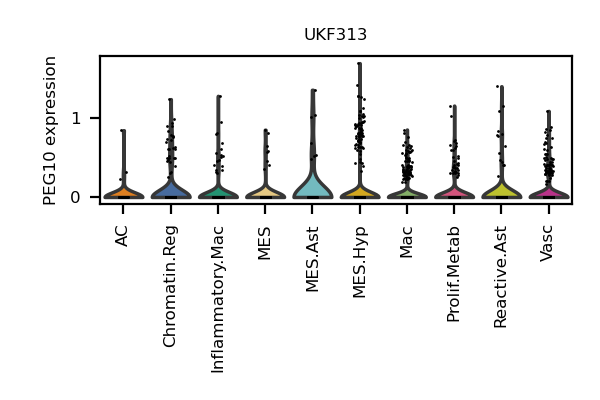 UKF313
PEG10 expression
1
0
AC
Chromatin.Reg
Inflammatory.Mac
MES
MES.Ast
MES.Hyp
Mac
Prolif.Metab
Reactive.Ast
Vasc